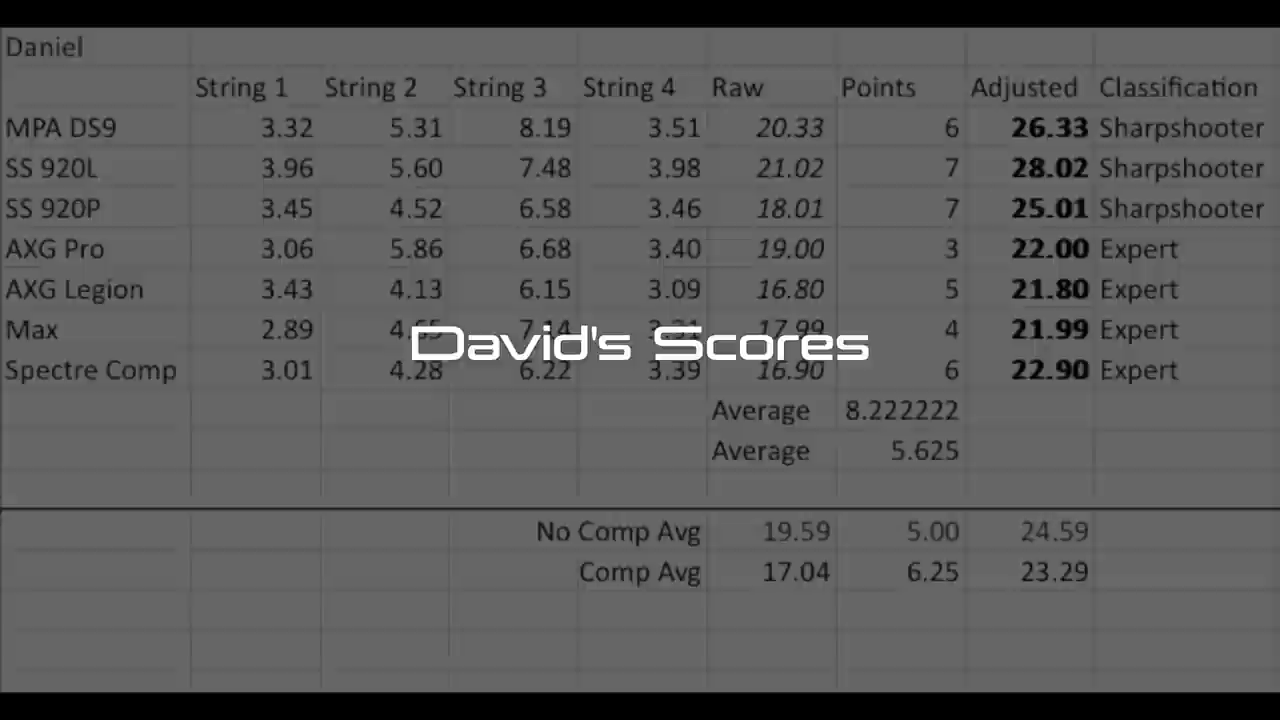 Daniel
String 1 String 2 String 3 String 4 Raw Points Adjusted Classification
MPA DS9 3.32 5.31 8.19 3.51 20.33 6 26.33 Sharpshooter
SS 920L 3.96 5.60 7.48 3.98 21.02 7 28.02 Sharpshooter
SS 920P 3.45 4.52 6.58 3.46 18.01 7 25.01 Sharpshooter
AXG Pro 3.06 5.86 6.68 3.40 19.00 3 22.00 Expert
AXG Legion 3.43 4.13 6.15 3.09 16.80 5 21.80 Expert
Max 2.89 17.99 4 21.99 Expert
David's Scores
Spectre Comp 3.01 4.28 6.22 3.39 16.90 6 22.90 Expert
Average 8.222222
Average 5.625
No Comp Avg 19.59 5.00 24.59
Comp Avg 17.04 6.25 23.29